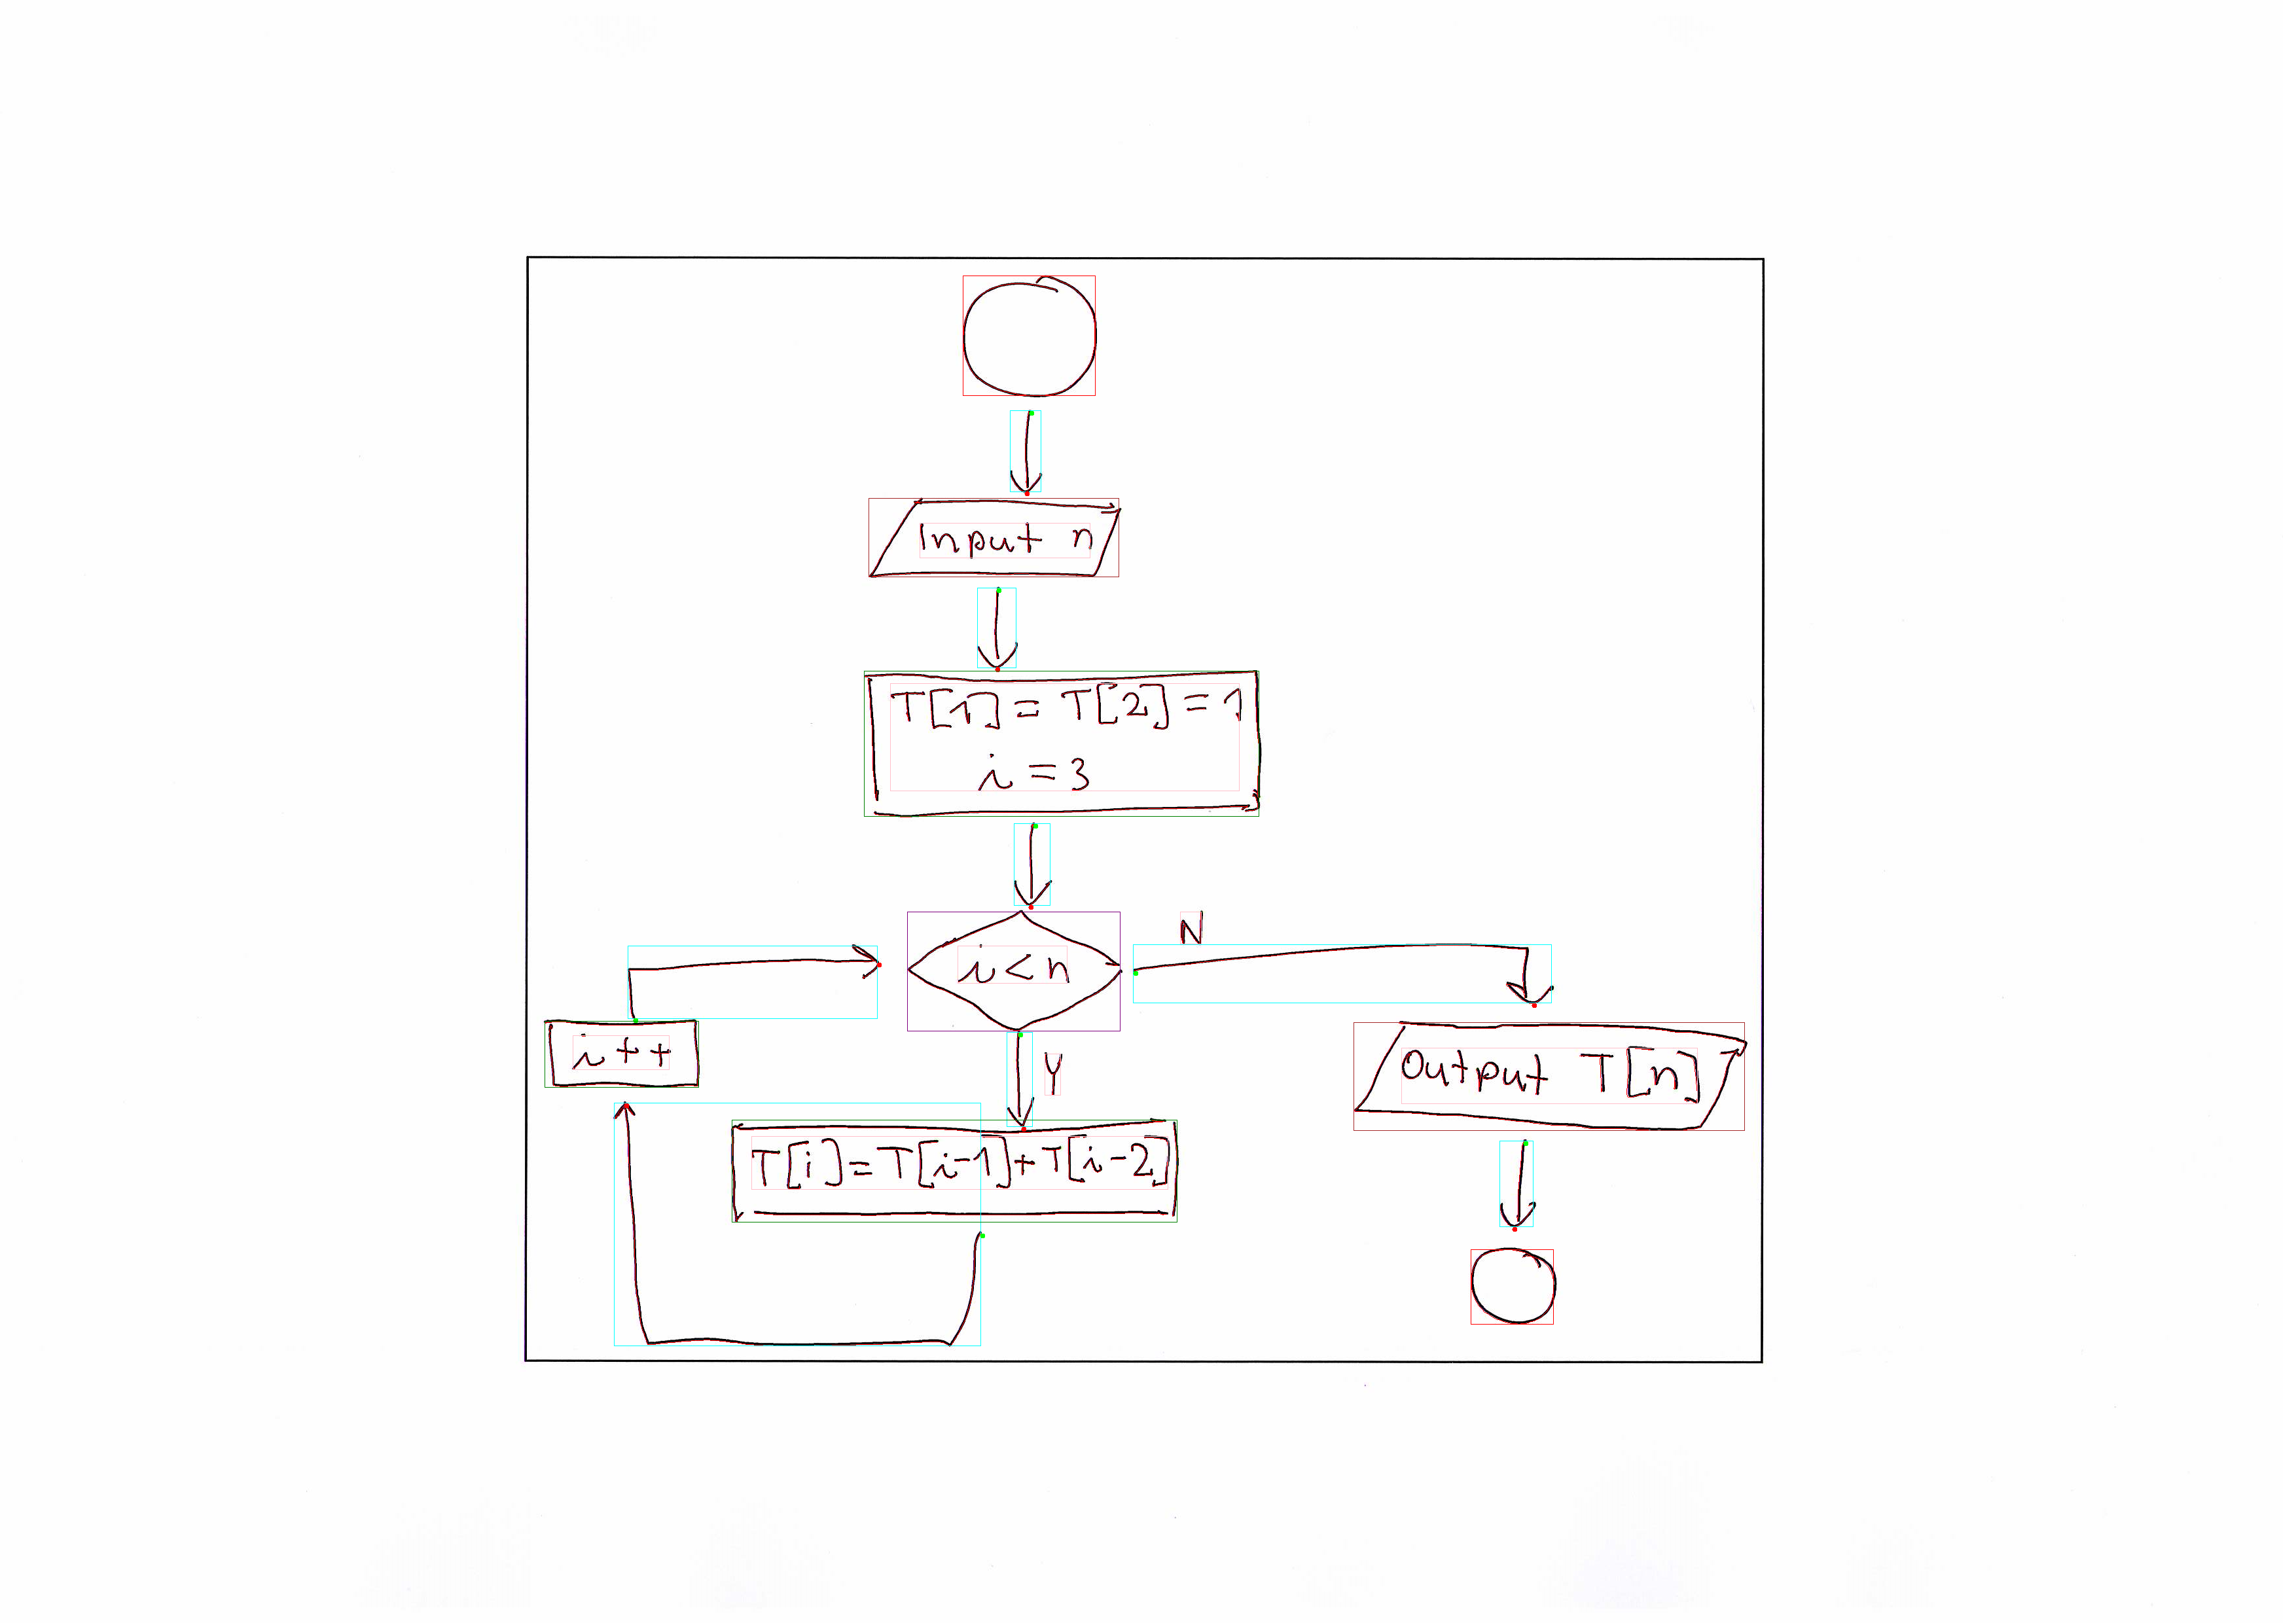 Input n
T[1] = T[2] = 1
i = 3
N
i < n
i++
Y
Output T[n]
T[i] = T[i-1] + T[i-2]